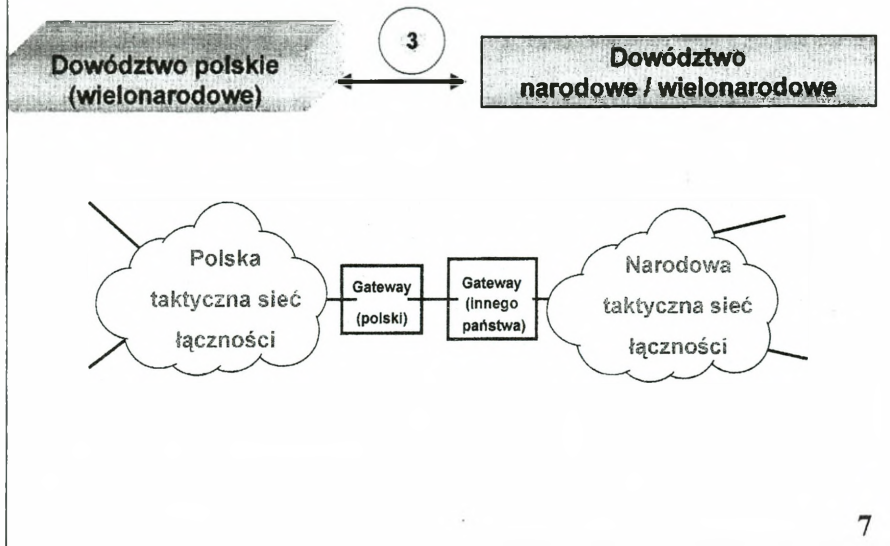 3
Dowództwo polskie
(wielonarodowe)
Dowództwo
narodowe / wielonarodowe
Polska
taktyczna sieć
łączności
Gateway
(polski)
Gateway
(innego
państwa)
Narodowa
taktyczna sieć
łączności
7